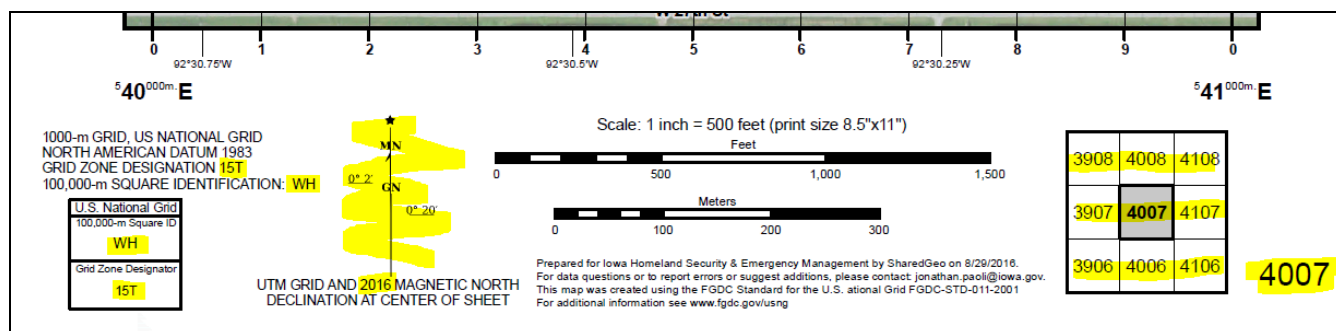 W 27th St
0 1 2 3 4 5 6 7 8 9 0
92°30.75'W 92°30.5'W 92°30.25'W
⁵40⁰⁰⁰ᵐ·E ⁵41⁰⁰⁰ᵐ·E
1000-m GRID, US NATIONAL GRID
NORTH AMERICAN DATUM 1983
GRID ZONE DESIGNATION 15T
100,000-m SQUARE IDENTIFICATION: WH
U.S. National Grid
100,000-m Square ID
WH
Grid Zone Designator
15T
MN
0° 2'
GN
0° 20'
UTM GRID AND 2016 MAGNETIC NORTH
DECLINATION AT CENTER OF SHEET
Scale: 1 inch = 500 feet (print size 8.5"x11")
Feet
0 500 1,000 1,500
Meters
0 100 200 300
Prepared for Iowa Homeland Security & Emergency Management by SharedGeo on 8/29/2016.
For data questions or to report errors or suggest additions, please contact: jonathan.paoli@iowa.gov.
This map was created using the FGDC Standard for the U.S. ational Grid FGDC-STD-011-2001
For additional information see www.fgdc.gov/usng
3908 4008 4108
3907 4007 4107
3906 4006 4106
4007